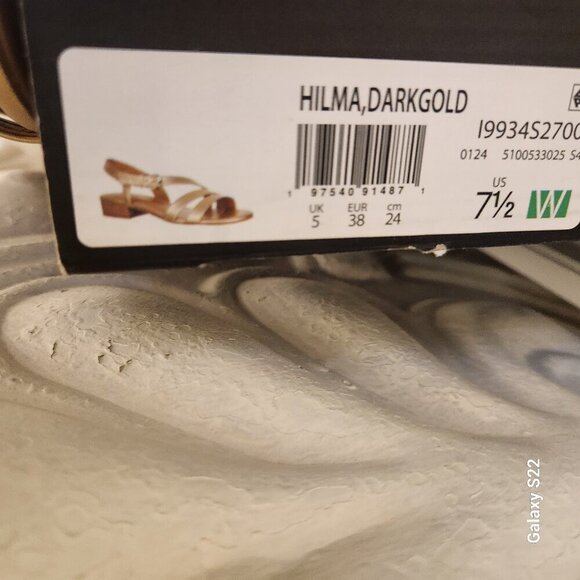 HILMA,DARKGOLD
I9934S2700
0124 5100533025 S4
1 97540 91487 1
UK EUR cm
5 38 24
US
7½ W
Galaxy S22